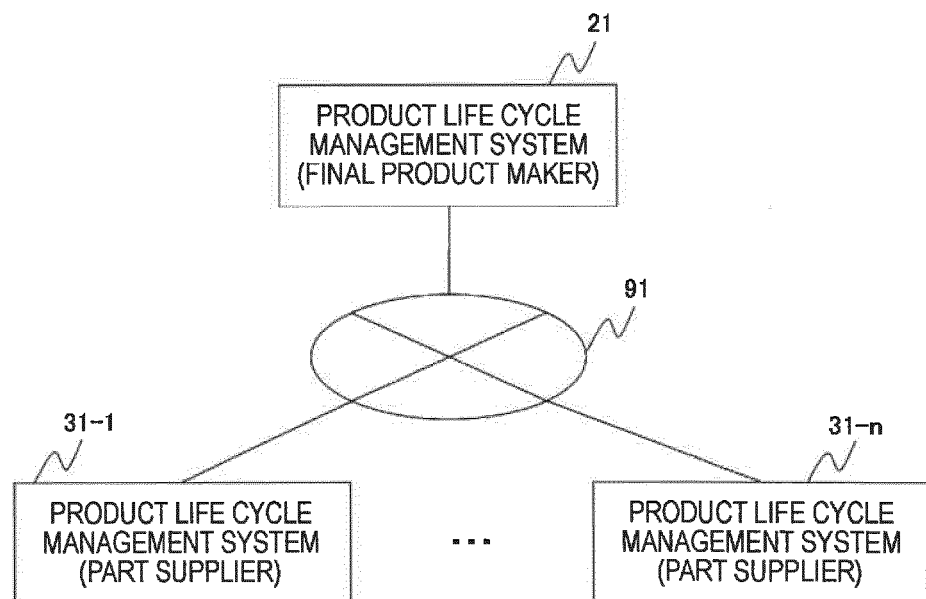 21
PRODUCT LIFE CYCLE
MANAGEMENT SYSTEM
(FINAL PRODUCT MAKER)
91
31-1
PRODUCT LIFE CYCLE
MANAGEMENT SYSTEM
(PART SUPPLIER)
...
31-n
PRODUCT LIFE CYCLE
MANAGEMENT SYSTEM
(PART SUPPLIER)